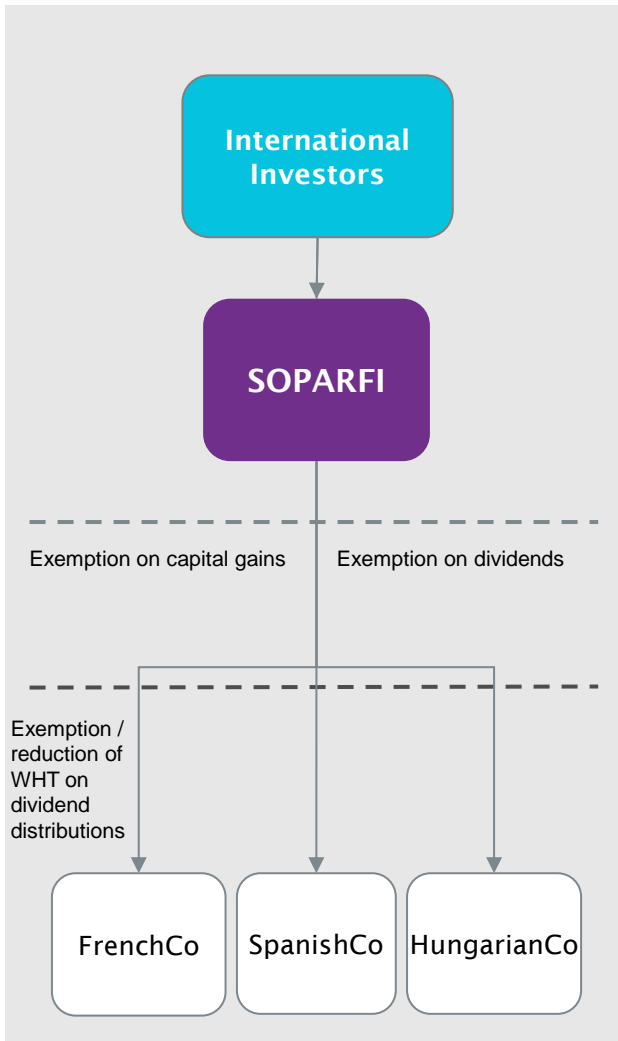 International
Investors
SOPARFI
Exemption on capital gains
Exemption on dividends
Exemption /
reduction of
WHT on
dividend
distributions
FrenchCo
SpanishCo
HungarianCo